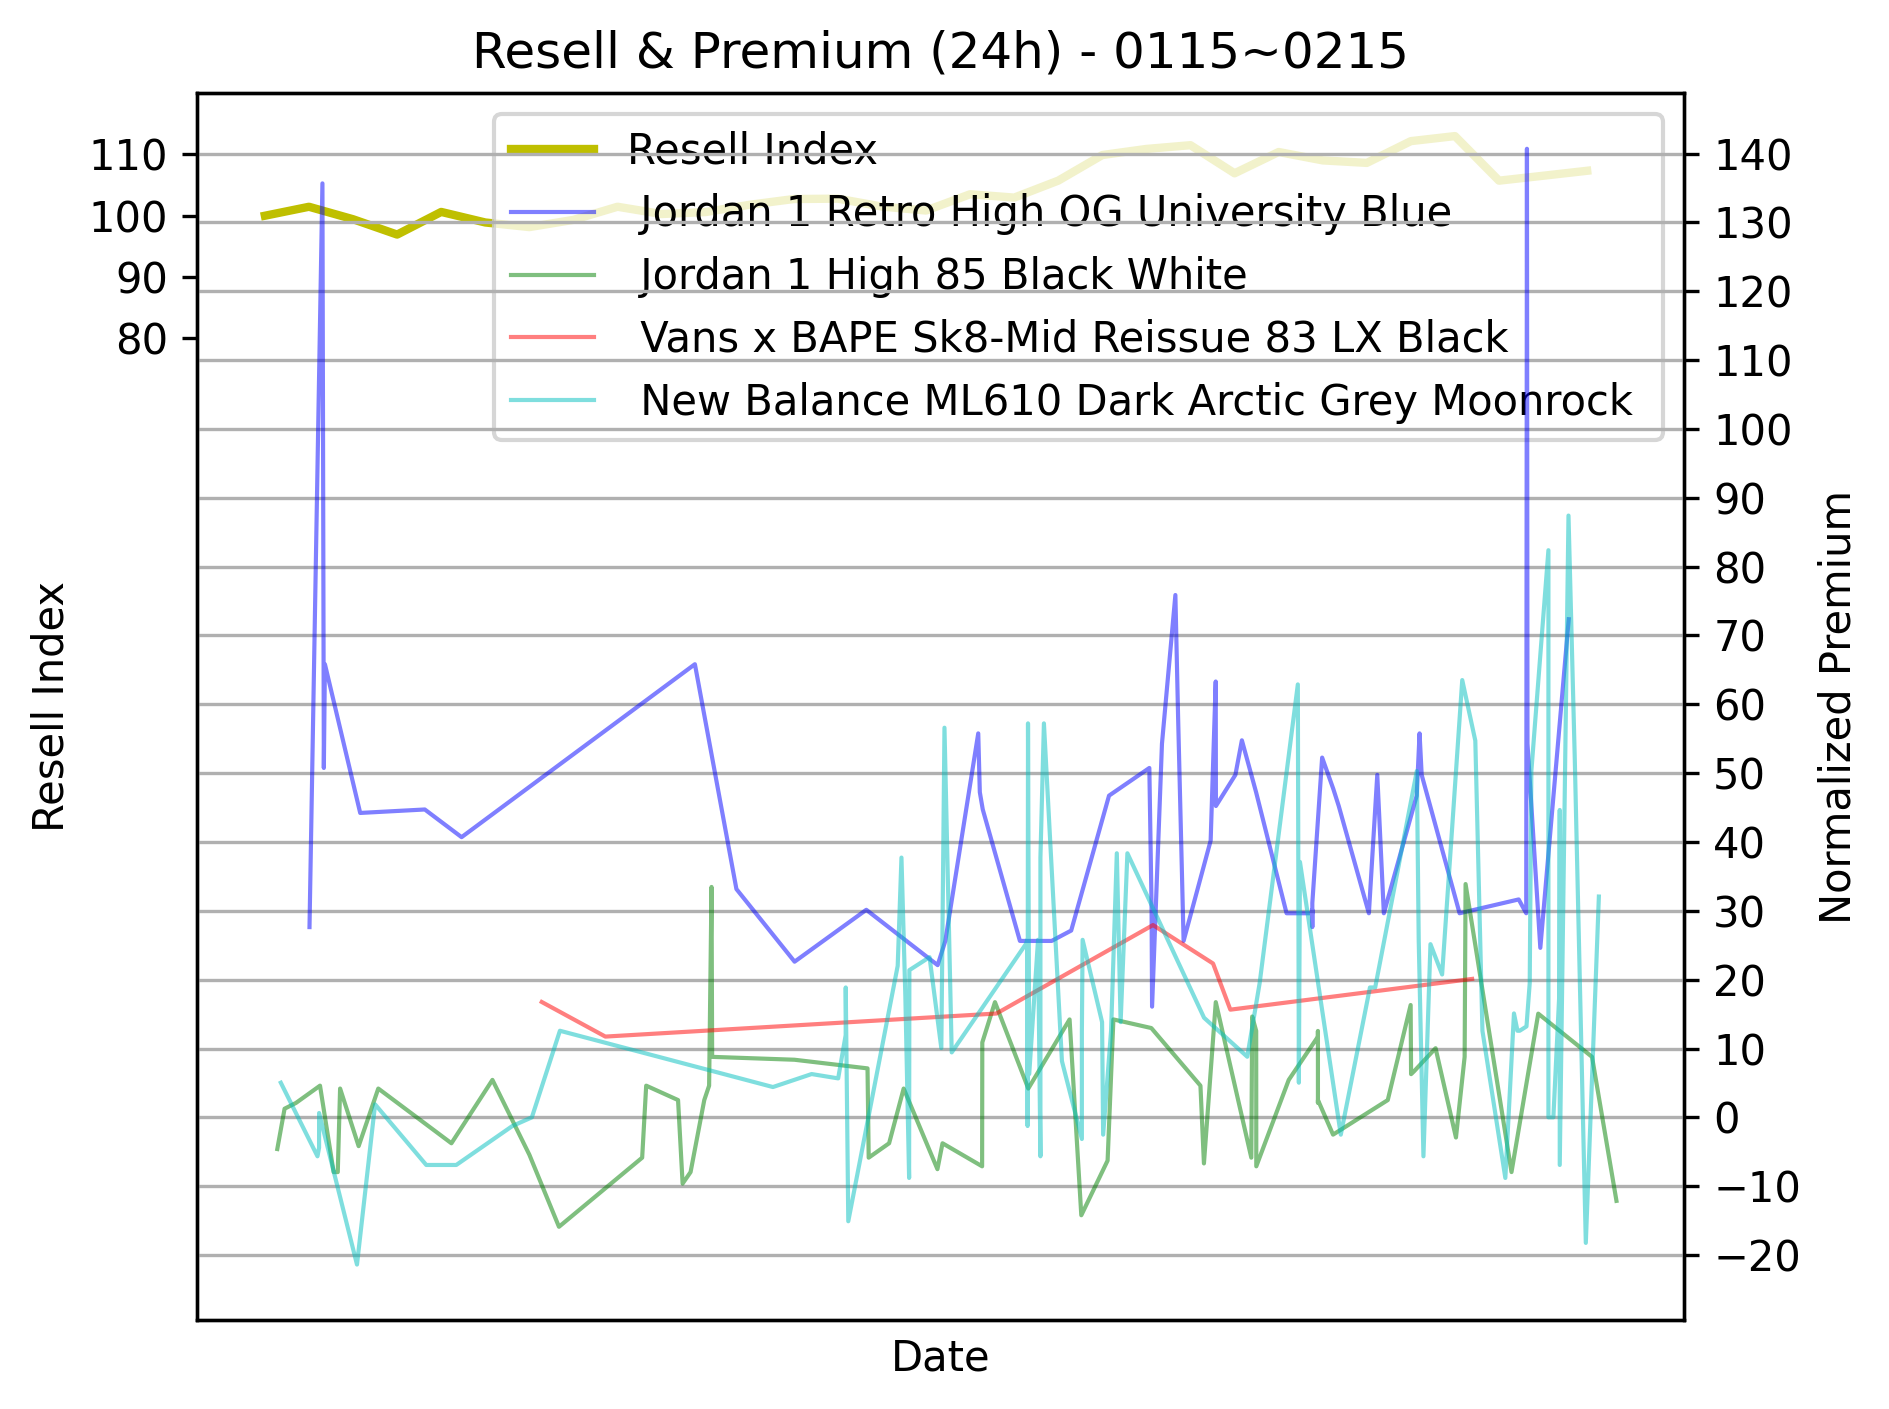 Resell & Premium (24h) - 0115~0215
Resell Index
Jordan 1 Retro High OG University Blue
Jordan 1 High 85 Black White
Vans x BAPE Sk8-Mid Reissue 83 LX Black
New Balance ML610 Dark Arctic Grey Moonrock
110
100
90
80
Resell Index
140
130
120
110
100
90
80
70
60
50
40
30
20
10
0
−10
−20
Normalized Premium
Date